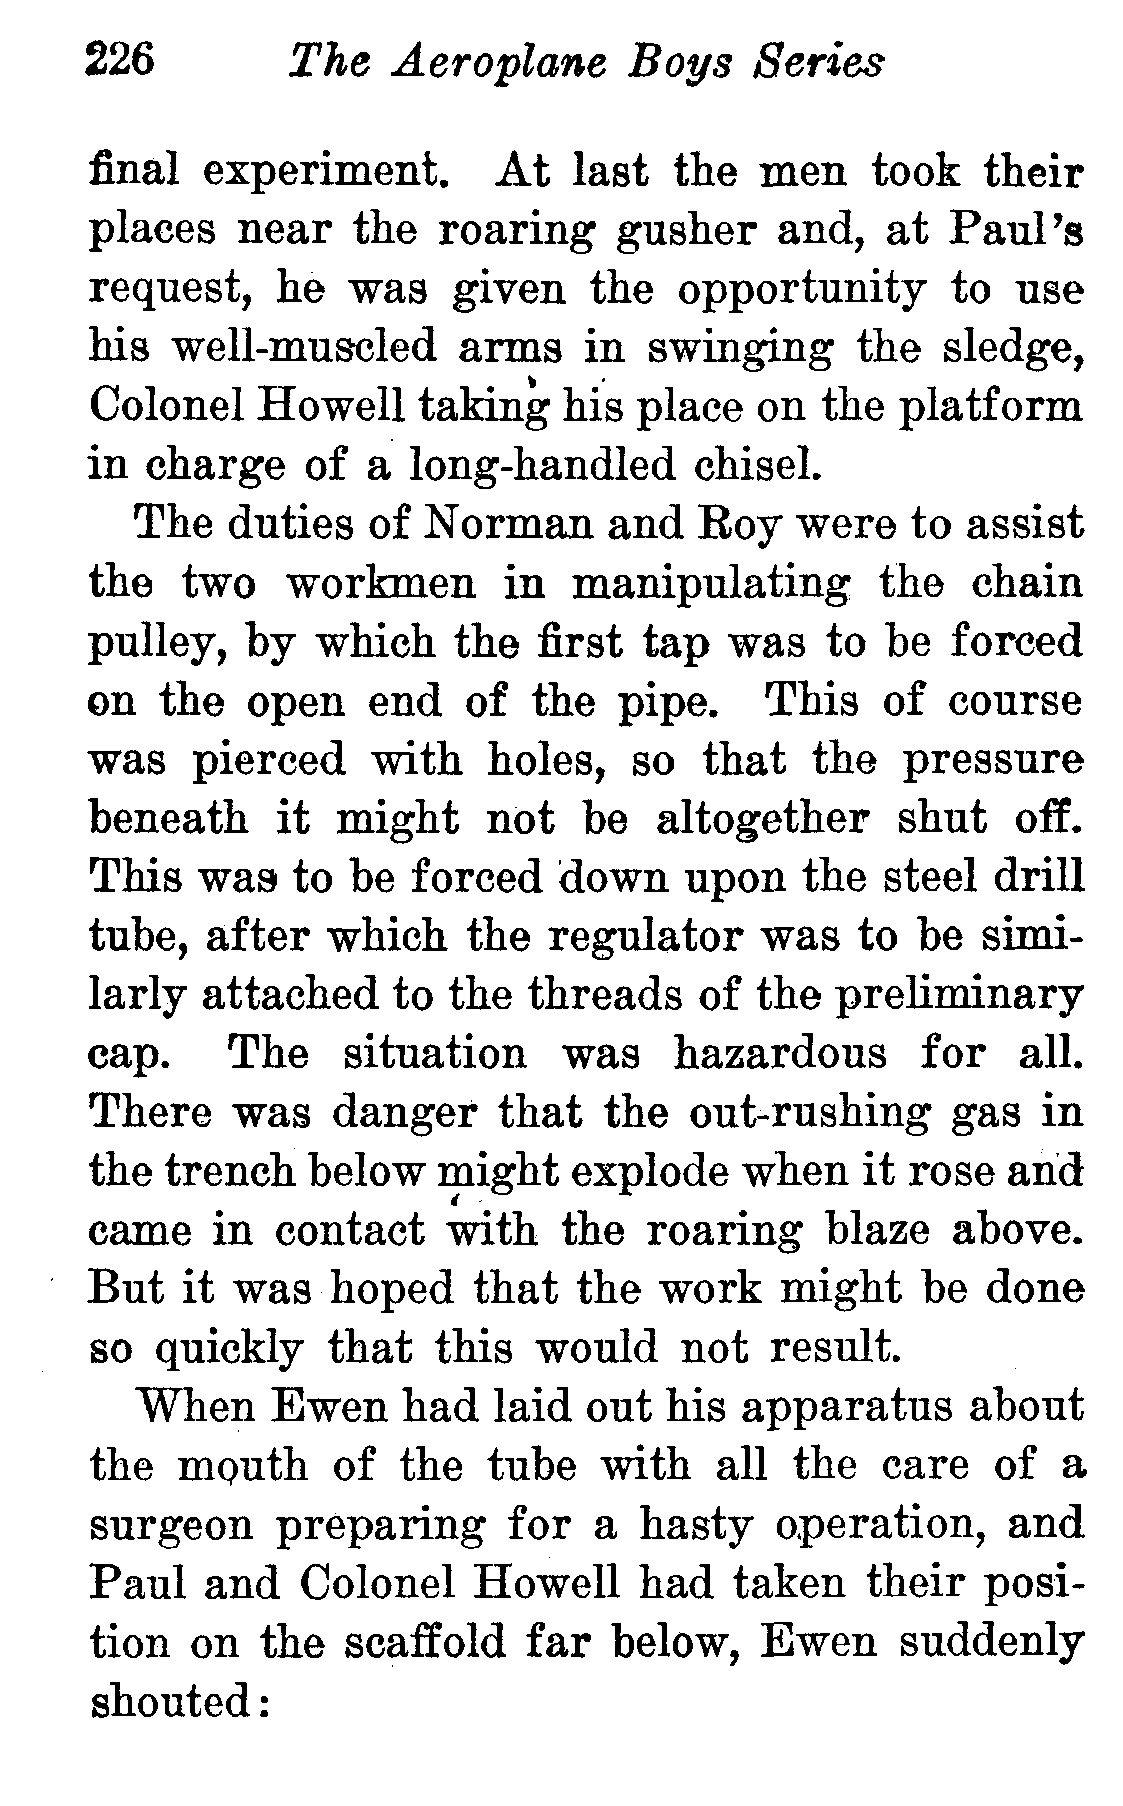 226 The Aeroplane Boys Series
final experiment. At last the men took their
places near the roaring gusher and, at Paul's
request, he was given the opportunity to use
his well-muscled arms in swinging the sledge,
Colonel Howell taking his place on the platform
in charge of a long-handled chisel.
The duties of Norman and Roy were to assist
the two workmen in manipulating the chain
pulley, by which the first tap was to be forced
on the open end of the pipe. This of course
was pierced with holes, so that the pressure
beneath it might not be altogether shut off.
This was to be forced down upon the steel drill
tube, after which the regulator was to be simi-
larly attached to the threads of the preliminary
cap. The situation was hazardous for all.
There was danger that the out-rushing gas in
the trench below might explode when it rose and
came in contact with the roaring blaze above.
But it was hoped that the work might be done
so quickly that this would not result.
When Ewen had laid out his apparatus about
the mouth of the tube with all the care of a
surgeon preparing for a hasty operation, and
Paul and Colonel Howell had taken their posi-
tion on the scaffold far below, Ewen suddenly
shouted: